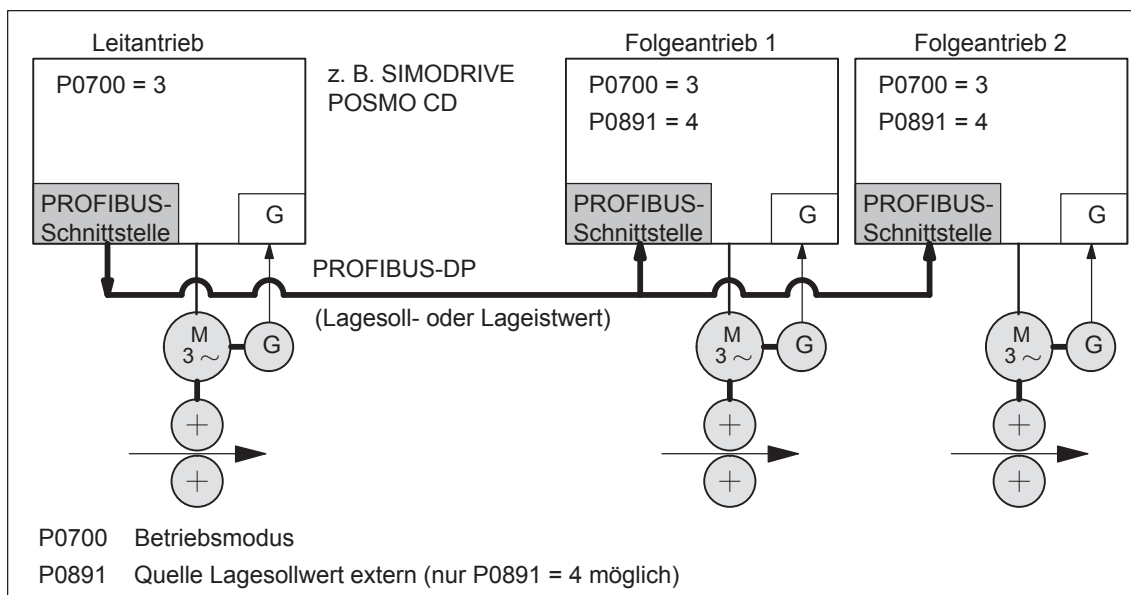 Leitantrieb
P0700 = 3
z. B. SIMODRIVE
POSMO CD
PROFIBUS-
Schnittstelle
G
Folgeantrieb 1
P0700 = 3
P0891 = 4
PROFIBUS-
Schnittstelle
G
Folgeantrieb 2
P0700 = 3
P0891 = 4
PROFIBUS-
Schnittstelle
G
PROFIBUS-DP
(Lagesoll- oder Lageistwert)
M
3 ~
G
+
+
M
3 ~
G
+
+
M
3 ~
G
+
+
P0700 Betriebsmodus
P0891 Quelle Lagesollwert extern (nur P0891 = 4 möglich)